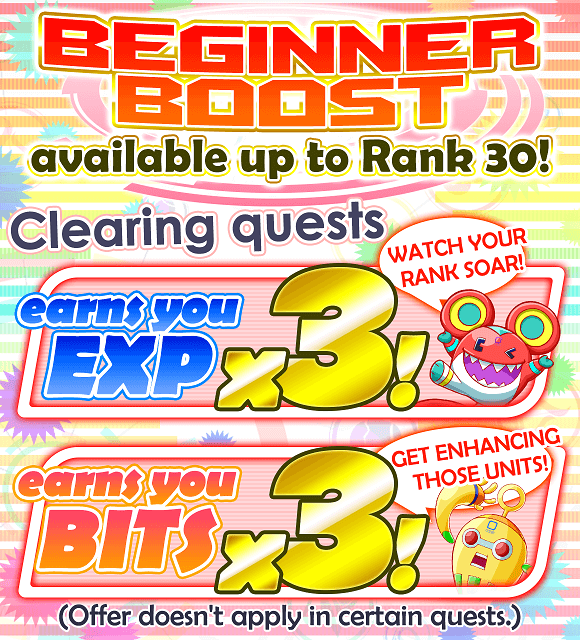 BEGINNER
BOOST
available up to Rank 30!
Clearing quests
WATCH YOUR
RANK SOAR!
earns you
EXP x3!
GET ENHANCING
THOSE UNITS!
earns you
BITS x3!
(Offer doesn't apply in certain quests.)